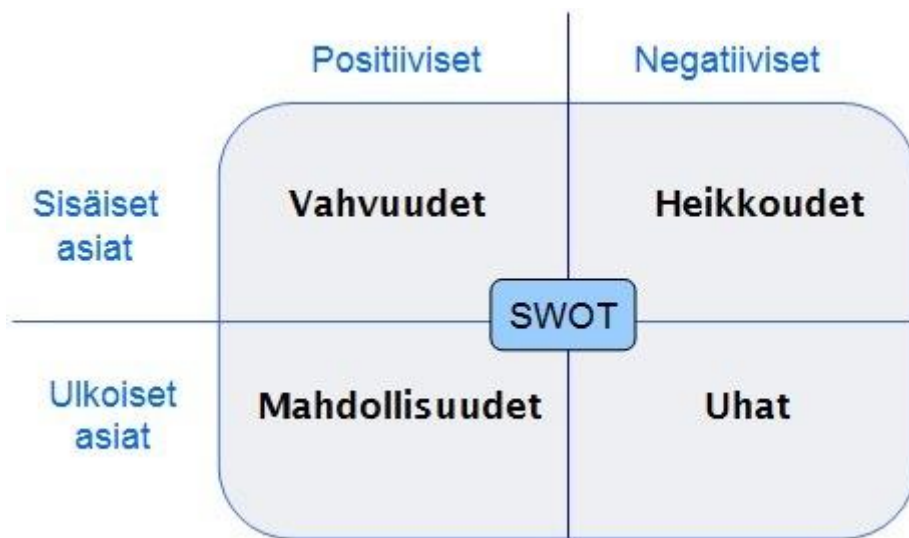 Positiiviset Negatiiviset
Sisäiset
asiat
Vahvuudet Heikkoudet
SWOT
Ulkoiset
asiat
Mahdollisuudet Uhat